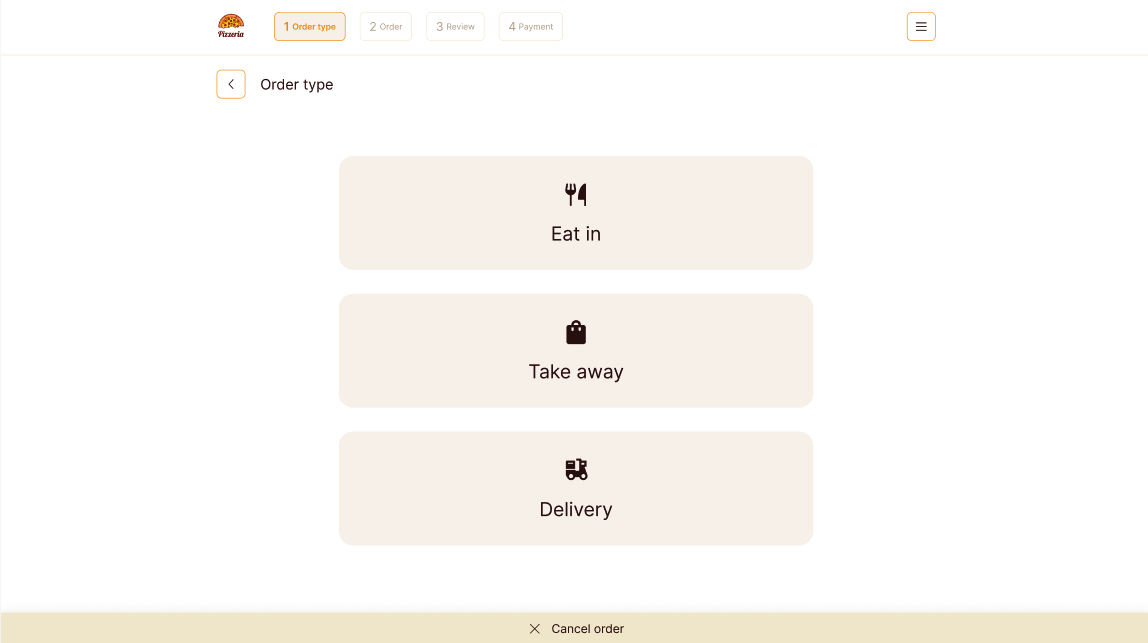 Pizzeria
1 Order type
2 Order
3 Review
4 Payment
Order type
Eat in
Take away
Delivery
Cancel order